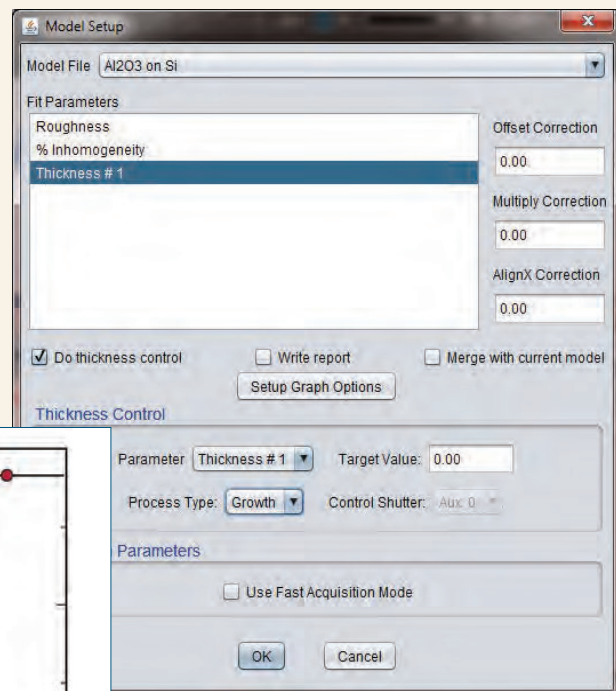 Model Setup
Model File Al2O3 on Si
Fit Parameters
Roughness
% Inhomogeneity
Thickness # 1
Offset Correction
0.00
Multiply Correction
0.00
AlignX Correction
0.00
Do thickness control Write report Merge with current model
Setup Graph Options
Thickness Control
Parameter Thickness # 1 Target Value: 0.00
Process Type: Growth Control Shutter: Aux 0
Parameters
Use Fast Acquisition Mode
OK Cancel